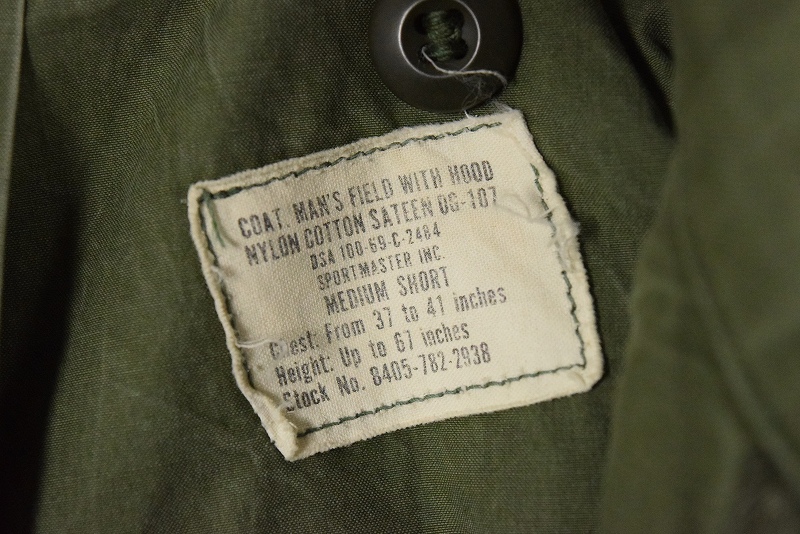 COAT, MAN'S FIELD WITH HOOD
NYLON COTTON SATEEN OG-107
DSA 100-69-C-2484
SPORTMASTER INC.
MEDIUM SHORT
Chest: From 37 to 41 inches
Height: Up to 67 inches
Stock No. 8405-782-2938